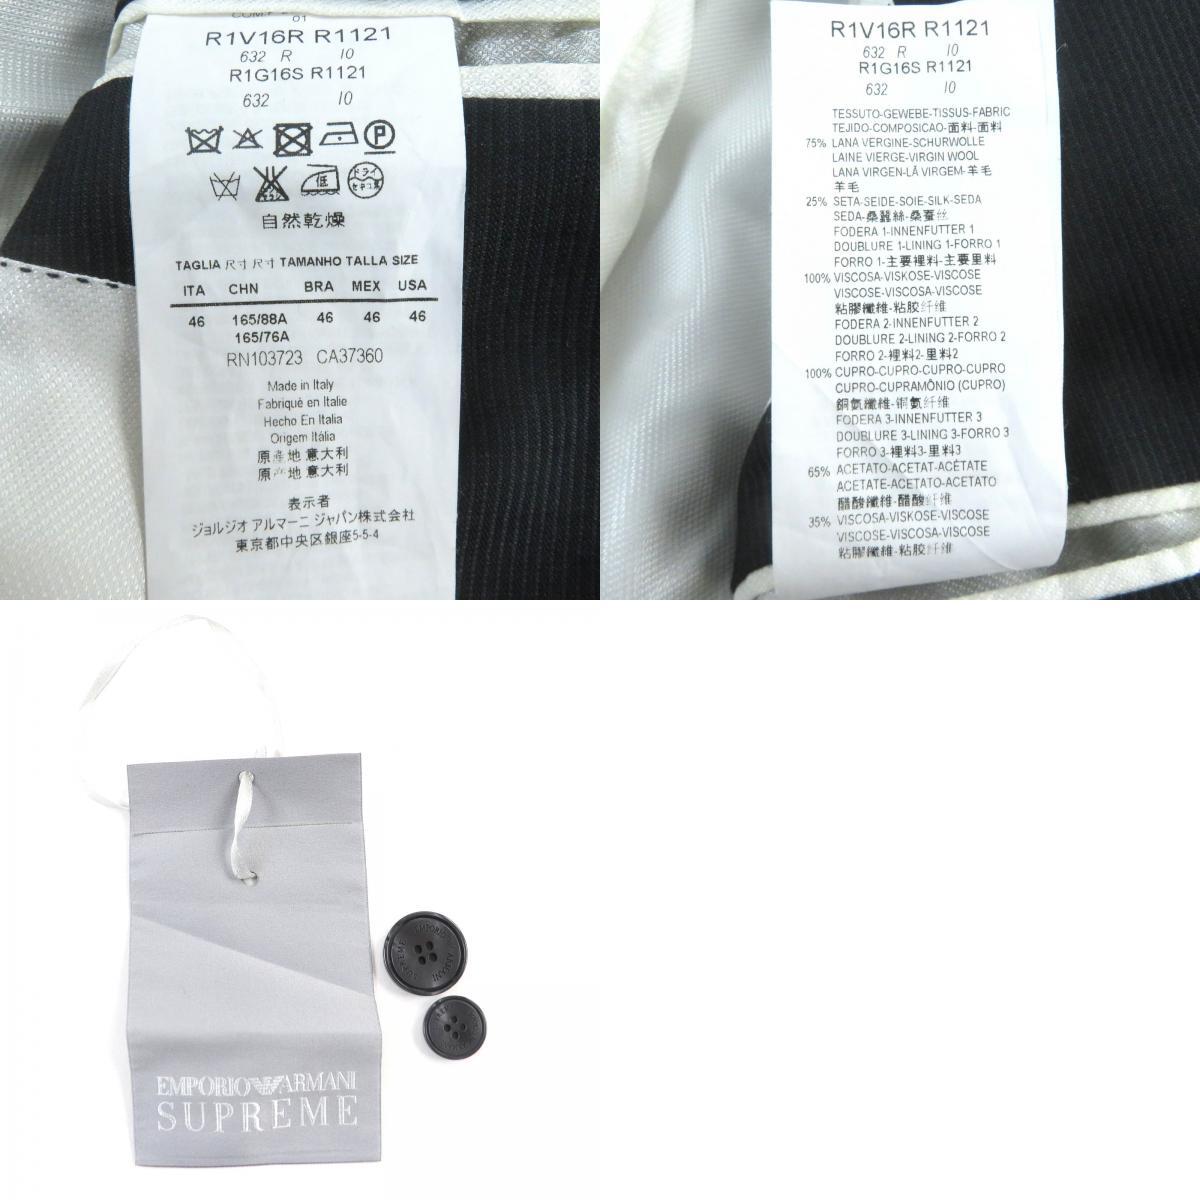 01
R1V16R R1121
632 R 10
R1G16S R1121
632 10
P
低
ドライ
自然乾燥
TAGLIA 尺寸 尺寸 TAMANHO TALLA SIZE
ITA CHN BRA MEX USA
46 165/88A 46 46 46
165/76A
RN103723 CA37360
Made in Italy
Fabriqué en Italie
Hecho En Italia
Origem Itália
原產地 意大利
原产地 意大利
表示者
ジョルジオ アルマーニ ジャパン株式会社
東京都中央区銀座5-5-4
R1V16R R1121
632 R 10
R1G16S R1121
632 10
TESSUTO-GEWEBE-TISSUS-FABRIC
TEJIDO-COMPOSICAO-面料-面料
75% LANA VERGINE-SCHURWOLLE
LAINE VIERGE-VIRGIN WOOL
LANA VIRGEN-LÃ VIRGEM-羊毛
羊毛
25% SETA-SEIDE-SOIE-SILK-SEDA
SEDA-桑蠶絲-桑蚕丝
FODERA 1-INNENFUTTER 1
DOUBLURE 1-LINING 1-FORRO 1
FORRO 1-主要裡料-主要里料
100% VISCOSA-VISKOSE-VISCOSE
VISCOSE-VISCOSA-VISCOSE
粘膠纖維-粘胶纤维
FODERA 2-INNENFUTTER 2
DOUBLURE 2-LINING 2-FORRO 2
FORRO 2-裡料2-里料2
100% CUPRO-CUPRO-CUPRO-CUPRO
CUPRO-CUPRAMÔNIO (CUPRO)
銅氨纖維-铜氨纤维
FODERA 3-INNENFUTTER 3
DOUBLURE 3-LINING 3-FORRO 3
FORRO 3-裡料3-里料3
65% ACETATO-ACETAT-ACÉTATE
ACETATE-ACETATO-ACETATO
醋酸纖維-醋酸纤维
35% VISCOSA-VISKOSE-VISCOSE
VISCOSE-VISCOSA-VISCOSE
粘膠纖維-粘胶纤维
EMPORIO ARMANI
SUPREME
EMPORIO ARMANI SUPREME